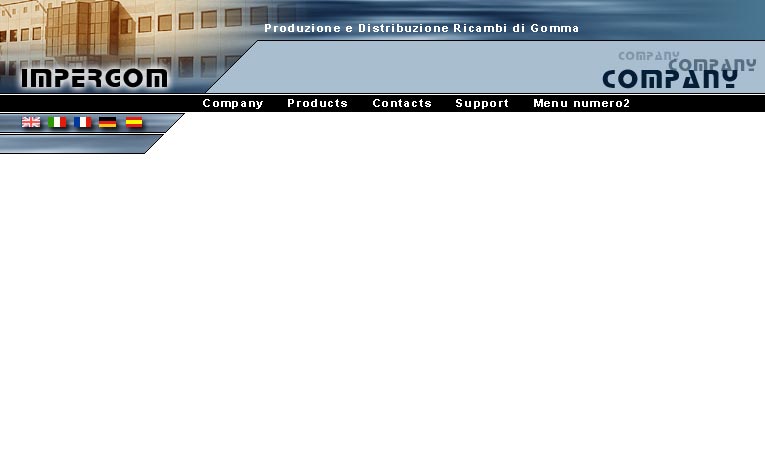 Produzione e Distribuzione Ricambi di Gomma
COMPANY
COMPANY
COMPANY
IMPERGOM
Company Products Contacts Support Menu numero2